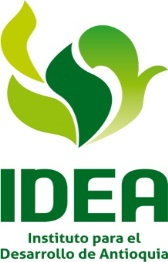 IDEA
Instituto para el
Desarrollo de Antioquia